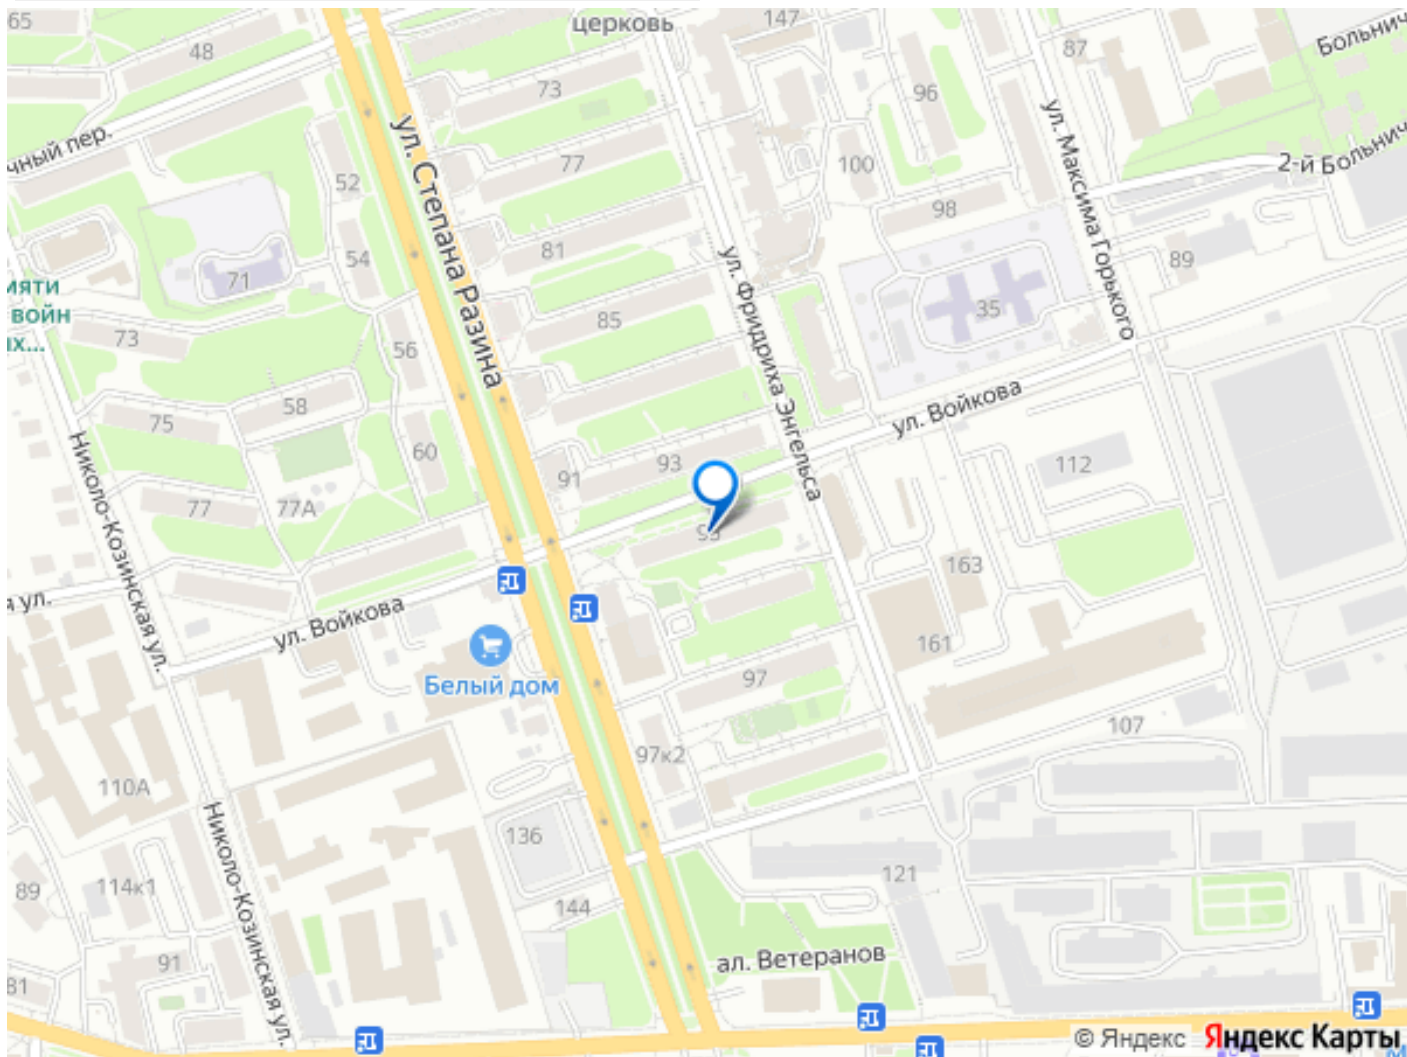 65
церковь
147
87
Больнич
48
73
96
ул. Степана Разина
ул. Максима Горького
чный пер.
77
100
52
2-й Больнич
98
81
54
ул. Фридриха Энгельса
89
71
мяти
войн
их...
73
85
35
56
58
75
ул. Войкова
60
93
112
91
Николо-Козинская ул.
77
77А
163
я ул.
ул. Войкова
161
Белый дом
97
97к2
107
110А
Николо-Козинская ул.
136
89
114к1
121
144
ал. Ветеранов
91
81
© Яндекс Яндекс Карты